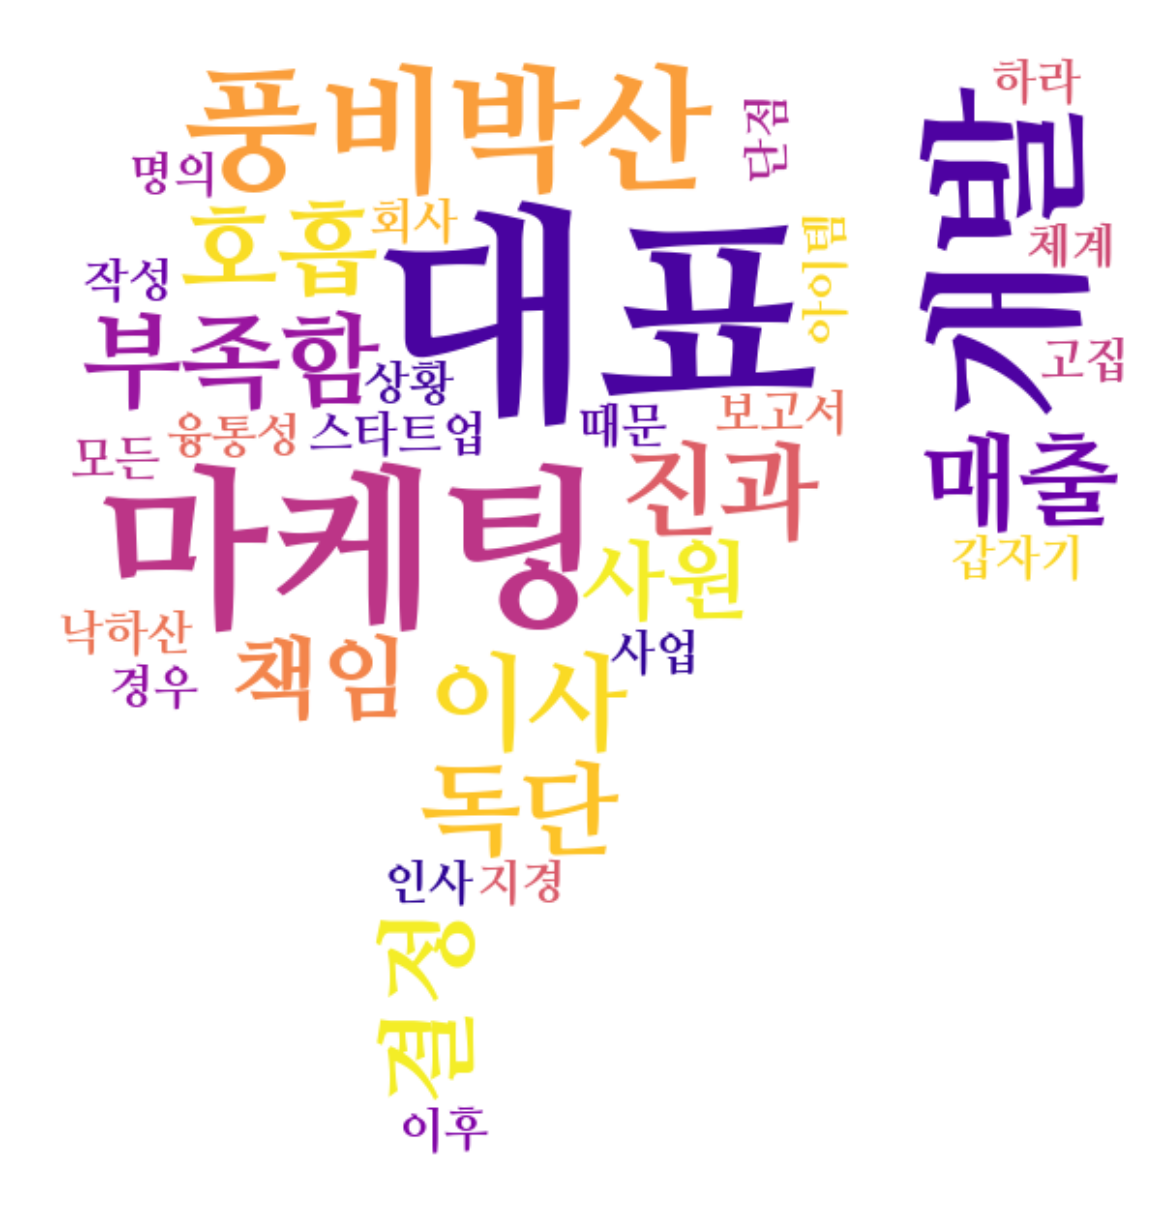 하라
풍비박산
단점
개발
명의
회사
호흡
대표
아이템
체계
작성
부족함
상황
고집
융통성
스타트업
때문
보고서
모든
마케팅
진과
매출
사원
갑자기
낙하산
책임
사업
경우
이사
독단
인사
지경
결정
이후